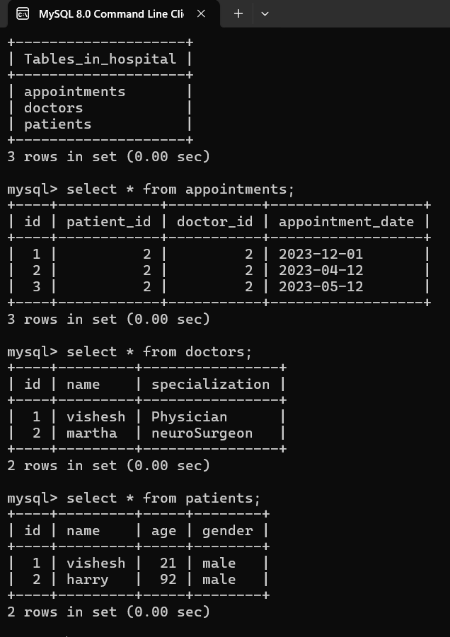 MySQL 8.0 Command Line Cli
+-------------------+
| Tables_in_hospital |
+-------------------+
| appointments       |
| doctors            |
| patients           |
+-------------------+
3 rows in set (0.00 sec)
mysql> select * from appointments;
+----+------------+-----------+------------------+
| id | patient_id | doctor_id | appointment_date |
+----+------------+-----------+------------------+
|  1 |          2 |         2 | 2023-12-01       |
|  2 |          2 |         2 | 2023-04-12       |
|  3 |          2 |         2 | 2023-05-12       |
+----+------------+-----------+------------------+
3 rows in set (0.00 sec)
mysql> select * from doctors;
+----+---------+----------------+
| id | name    | specialization |
+----+---------+----------------+
|  1 | vishesh | Physician      |
|  2 | martha  | neuroSurgeon   |
+----+---------+----------------+
2 rows in set (0.00 sec)
mysql> select * from patients;
+----+---------+-----+--------+
| id | name    | age | gender |
+----+---------+-----+--------+
|  1 | vishesh |  21 | male   |
|  2 | harry   |  92 | male   |
+----+---------+-----+--------+
2 rows in set (0.00 sec)